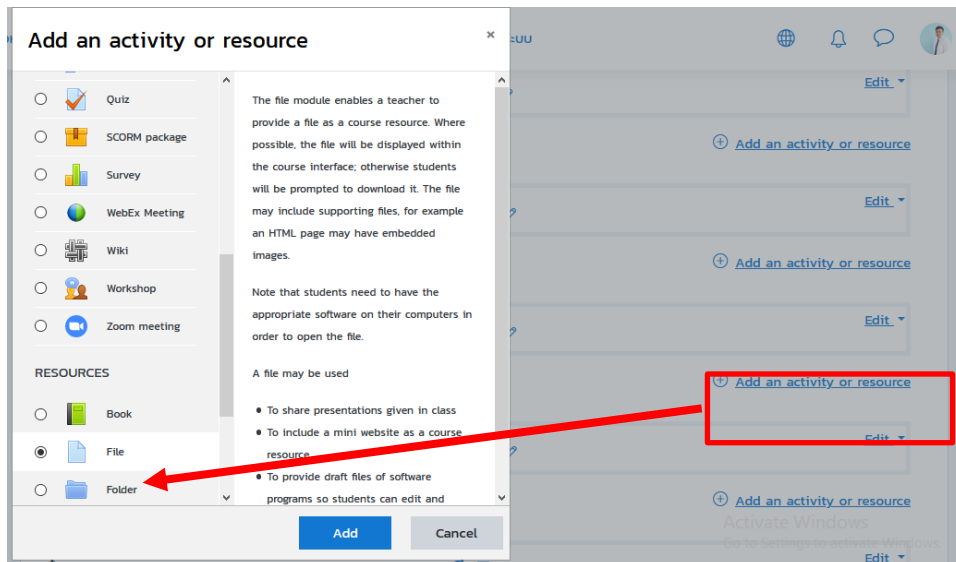 Add an activity or resource
×
ะบบ
Quiz
SCORM package
Survey
WebEx Meeting
Wiki
Workshop
Zoom meeting
RESOURCES
Book
File
Folder
The file module enables a teacher to
provide a file as a course resource. Where
possible, the file will be displayed within
the course interface; otherwise students
will be prompted to download it. The file
may include supporting files, for example
an HTML page may have embedded
images.
Note that students need to have the
appropriate software on their computers in
order to open the file.
A file may be used
• To share presentations given in class
• To include a mini website as a course
resource
• To provide draft files of software
programs so students can edit and
Add
Cancel
Edit
Add an activity or resource
Edit
Add an activity or resource
Edit
Add an activity or resource
Edit
Add an activity or resource
Activate Windows
Go to Settings to activate Windows.
Edit